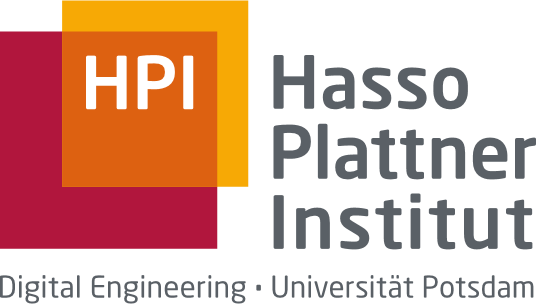 HPI
Hasso
Plattner
Institut
Digital Engineering • Universität Potsdam